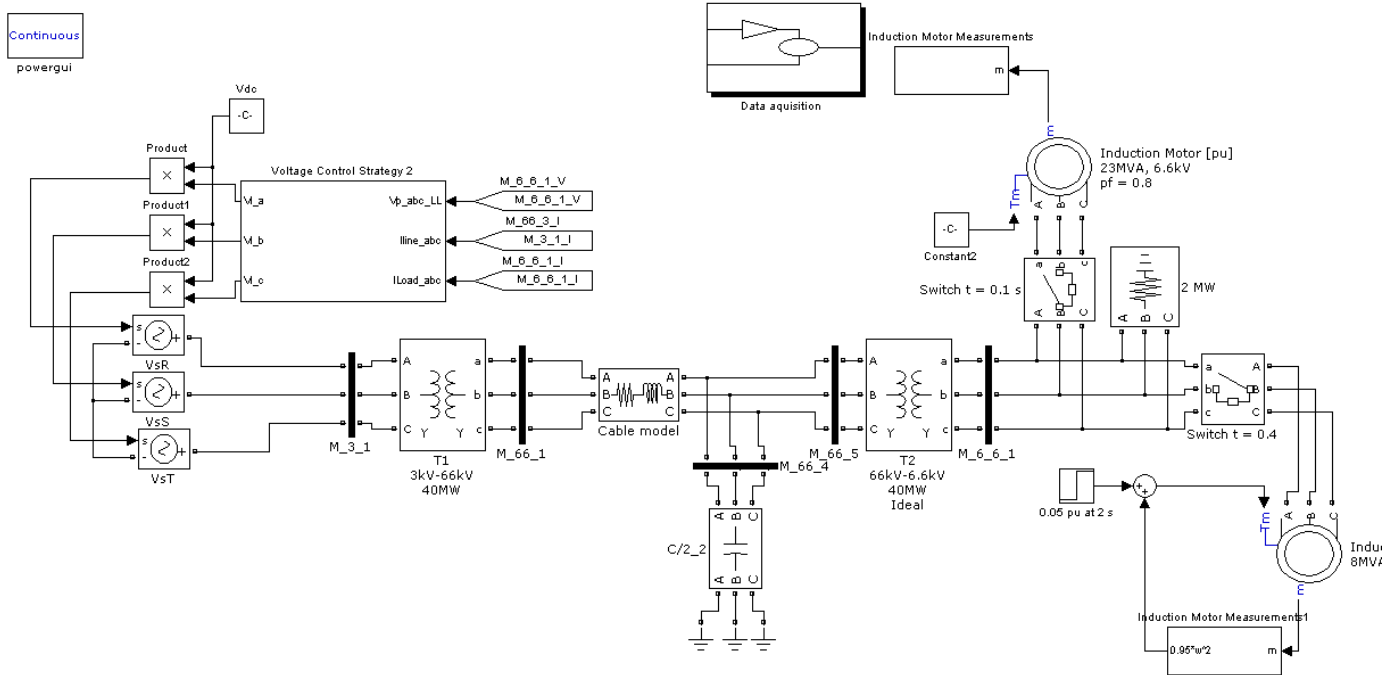 Continuous
powergui
Vdc
-C-
Product
×
Product1
×
Product2
×
Voltage Control Strategy 2
Vi_a
Vi_b
Vi_c
Vp_abc_LL
Iline_abc
ILoad_abc
M_6_6_1_V
M_6_6_1_V
M_66_3_I
M_3_1_I
M_6_6_1_I
M_6_6_1_I
Data aquisition
Induction Motor Measurements
m
m
Induction Motor [pu]
23MVA, 6.6kV
pf = 0.8
Tm
A B C
-C-
Constant2
a b c
Switch t = 0.1 s
A B C
2 MW
A B C
s
-
+
VsR
s
-
+
VsS
s
-
+
VsT
M_3_1
A a
B b
C c
Y Y
T1
3kV-66kV
40MW
M_66_1
A A
B B
C C
Cable model
M_66_4
A B C
C/2_2
A B C
M_66_5
A a
B b
C c
Y Y
T2
66kV-6.6kV
40MW
Ideal
M_6_6_1
a A
b B
c C
Switch t = 0.4
0.05 pu at 2 s
+
+
Tm
A B C
Indu
8MVA
m
Induction Motor Measurements1
0.95*w^2
m